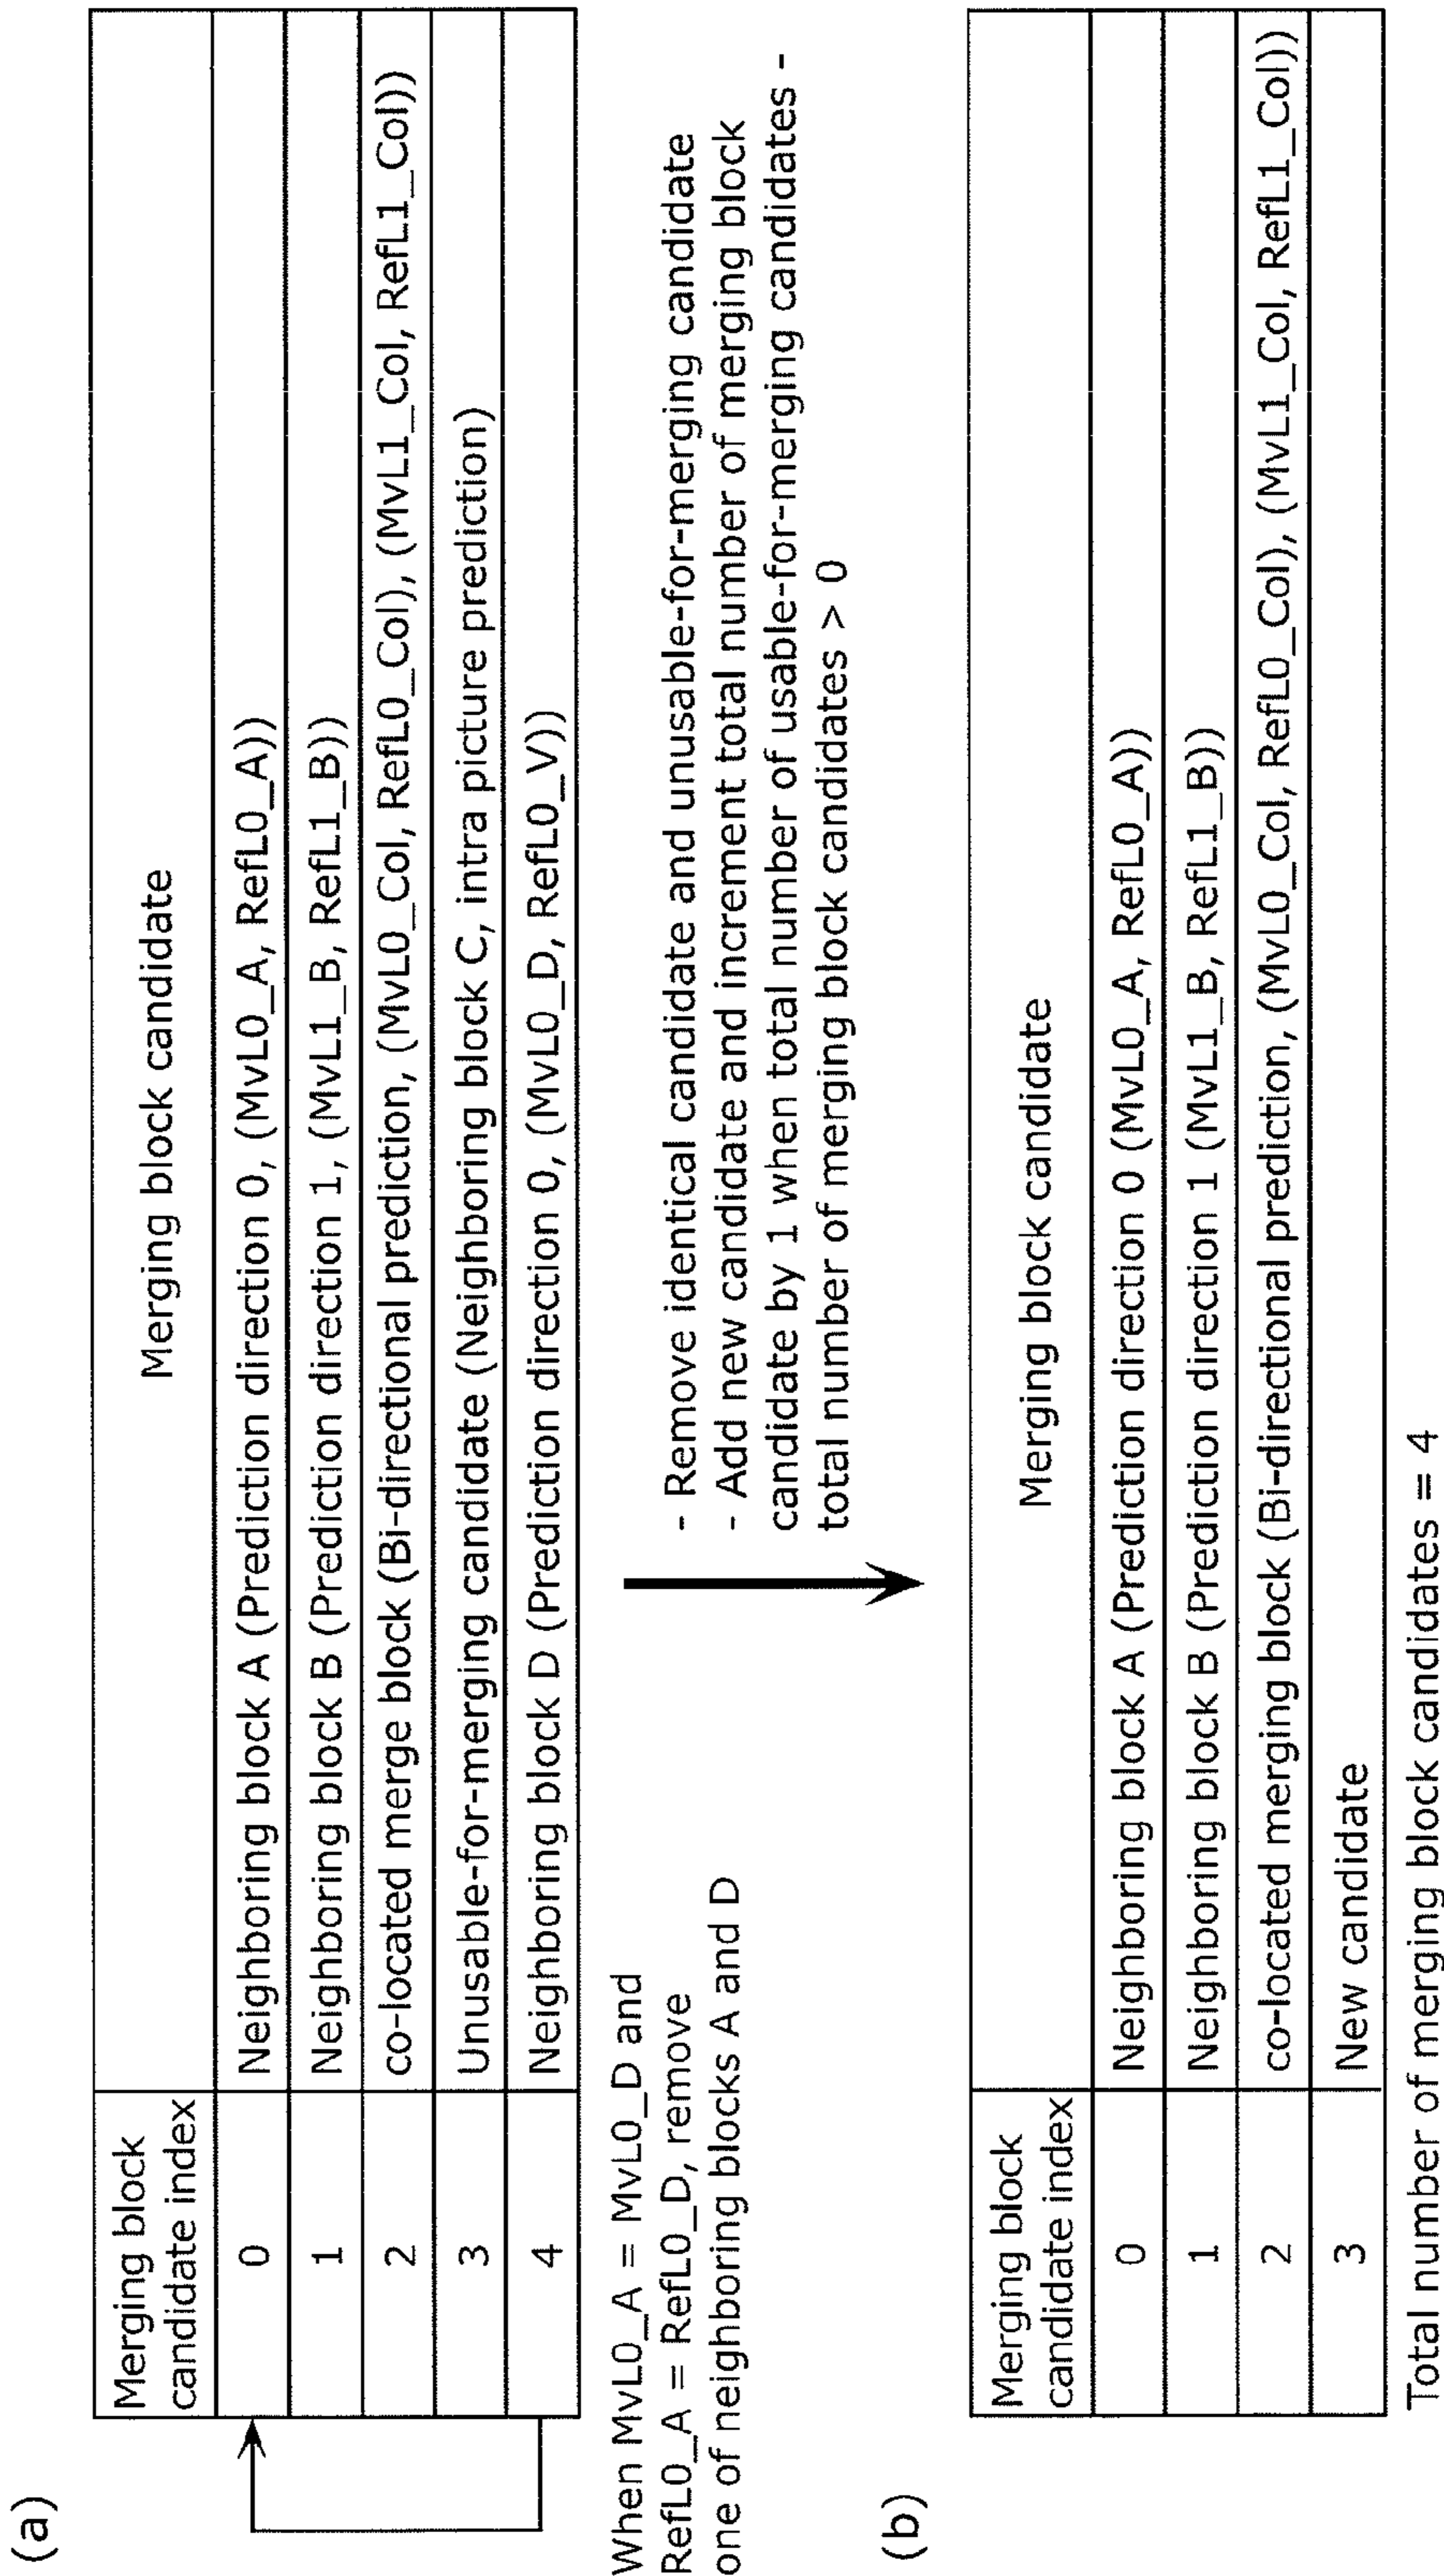 (a)
Merging block
candidate index
Merging block candidate
0
Neighboring block A (Prediction direction 0, (MvL0_A, RefL0_A))
1
Neighboring block B (Prediction direction 1, (MvL1_B, RefL1_B))
2
co-located merge block (Bi-directional prediction, (MvL0_Col, RefL0_Col), (MvL1_Col, RefL1_Col))
3
Unusable-for-merging candidate (Neighboring block C, intra picture prediction)
4
Neighboring block D (Prediction direction 0, (MvL0_D, RefL0_V))
When MvL0_A = MvL0_D and
RefL0_A = RefL0_D, remove
one of neighboring blocks A and D
- Remove identical candidate and unusable-for-merging candidate
- Add new candidate and increment total number of merging block
candidate by 1 when total number of usable-for-merging candidates -
total number of merging block candidates > 0
(b)
Merging block
candidate index
Merging block candidate
0
Neighboring block A (Prediction direction 0 (MvL0_A, RefL0_A))
1
Neighboring block B (Prediction direction 1 (MvL1_B, RefL1_B))
2
co-located merging block (Bi-directional prediction, (MvL0_Col, RefL0_Col), (MvL1_Col, RefL1_Col))
3
New candidate
Total number of merging block candidates = 4